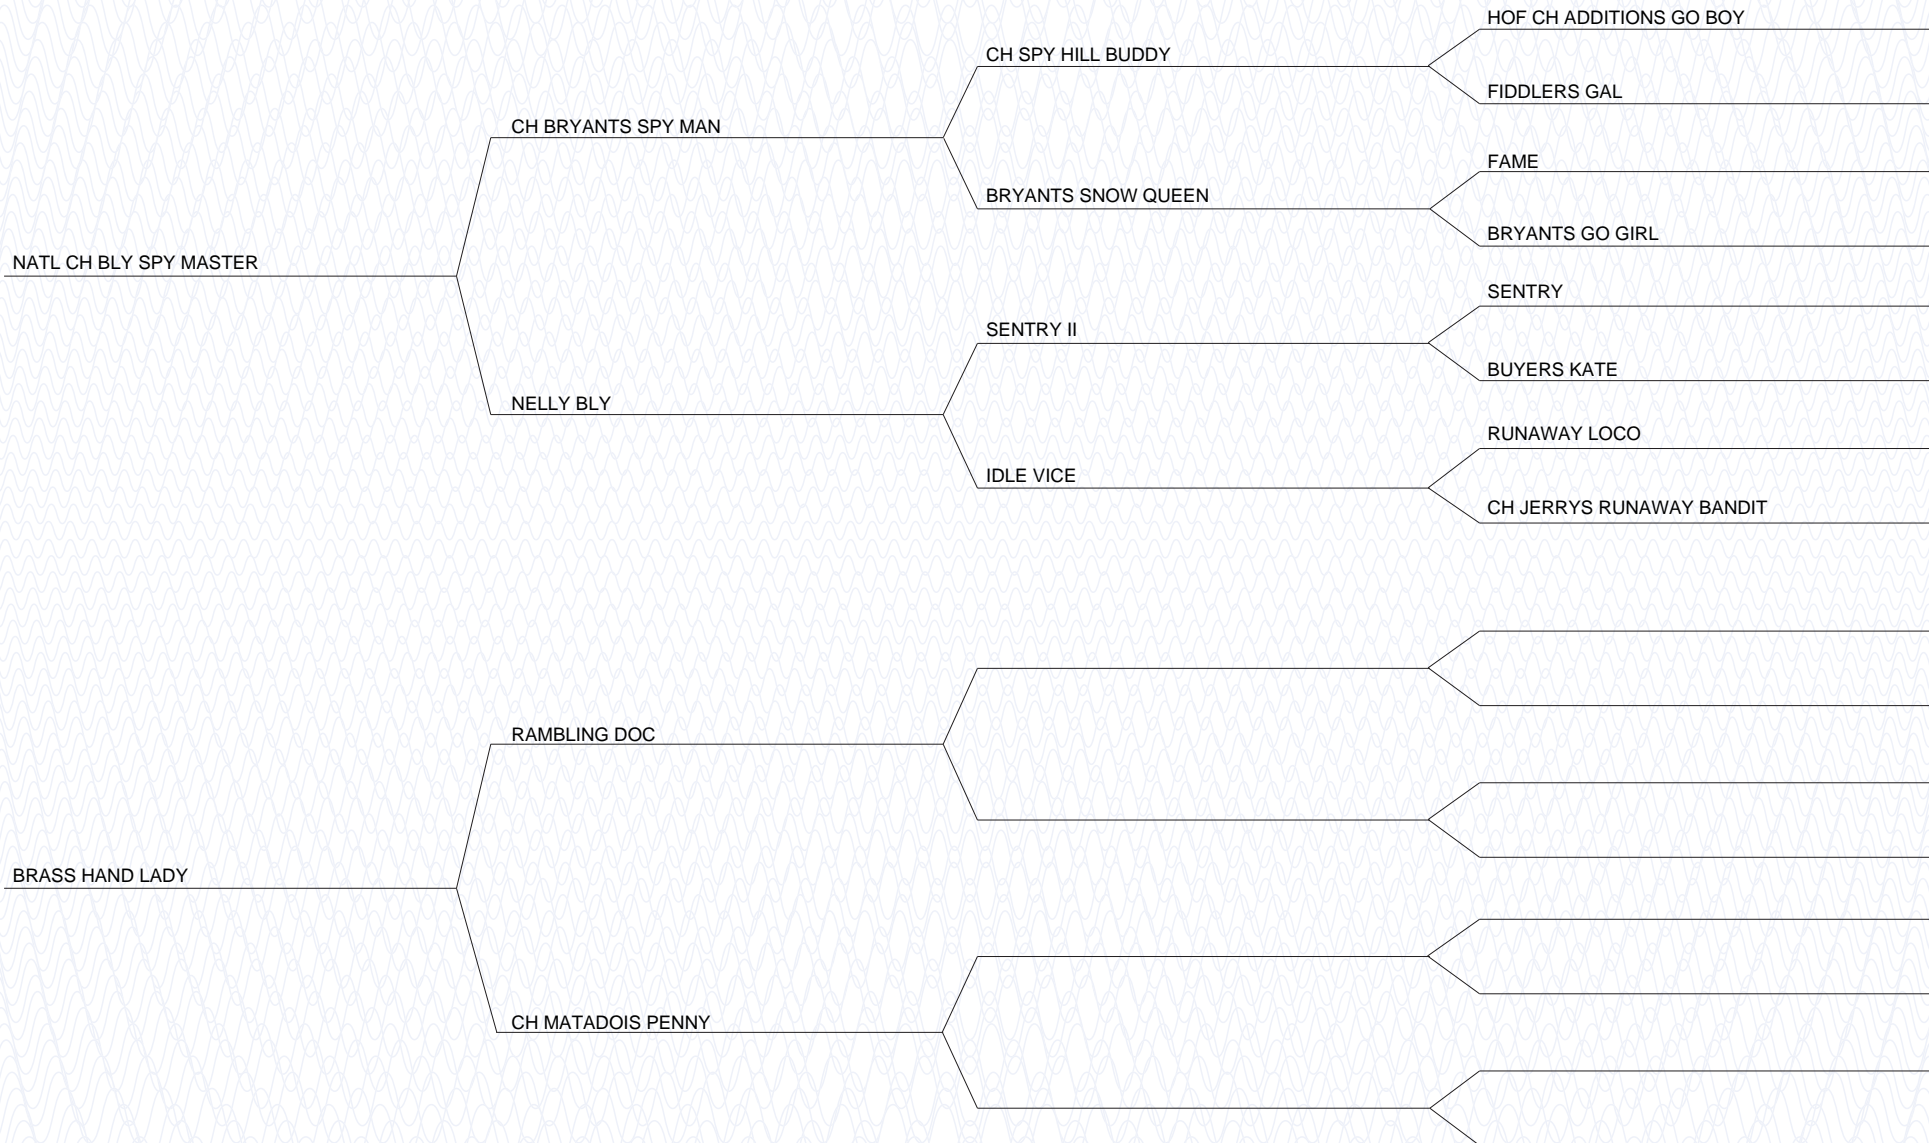 HOF CH ADDITIONS GO BOY
CH SPY HILL BUDDY
FIDDLERS GAL
CH BRYANTS SPY MAN
FAME
BRYANTS SNOW QUEEN
BRYANTS GO GIRL
NATL CH BLY SPY MASTER
SENTRY
SENTRY II
BUYERS KATE
NELLY BLY
RUNAWAY LOCO
IDLE VICE
CH JERRYS RUNAWAY BANDIT
RAMBLING DOC
BRASS HAND LADY
CH MATADOIS PENNY